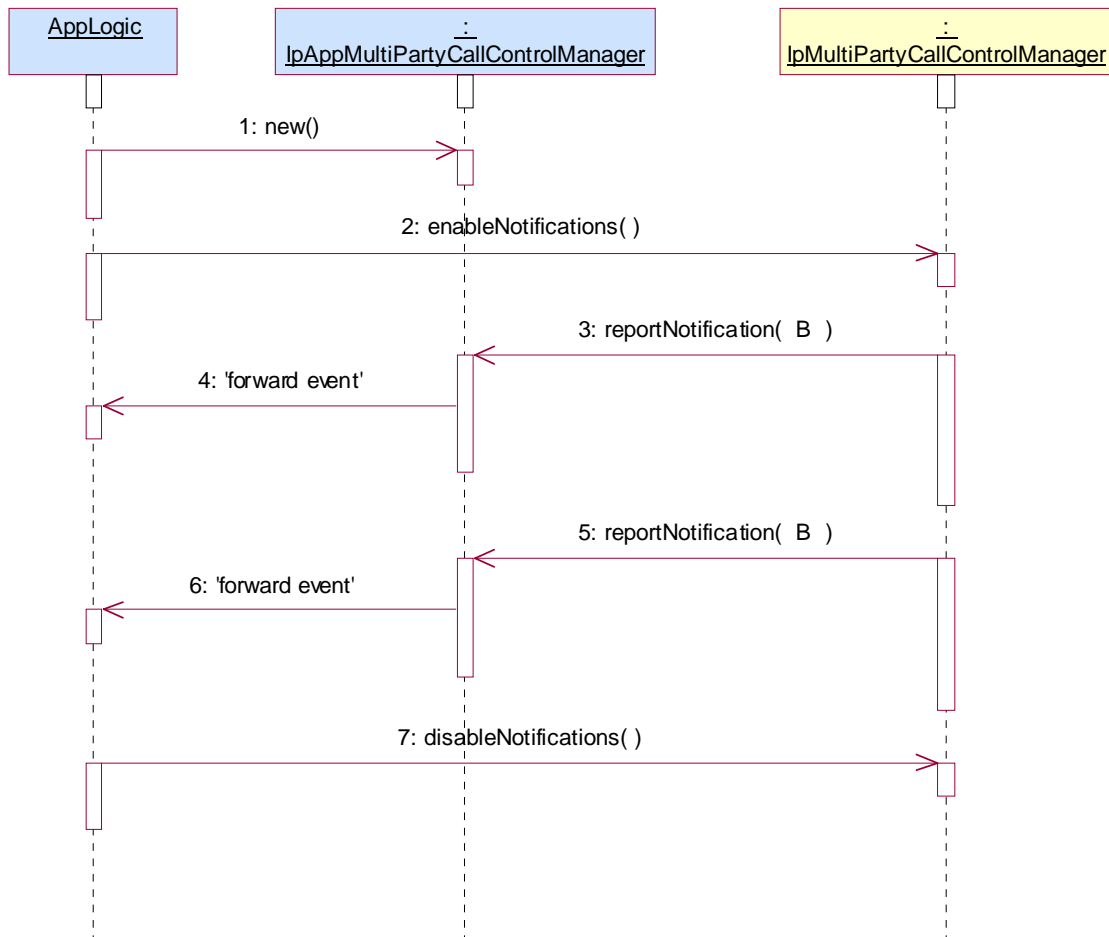 AppLogic
:
IpAppMultiPartyCallControlManager
:
IpMultiPartyCallControlManager
1: new()
2: enableNotifications( )
3: reportNotification(  B  )
4: 'forward event'
5: reportNotification(  B  )
6: 'forward event'
7: disableNotifications( )